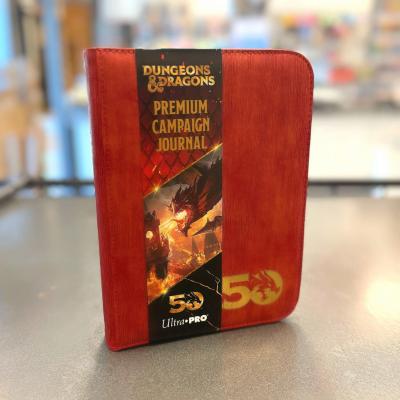 DUNGEONS
& DRAGONS
PREMIUM
CAMPAIGN
JOURNAL
50
50
Ultra•PRO